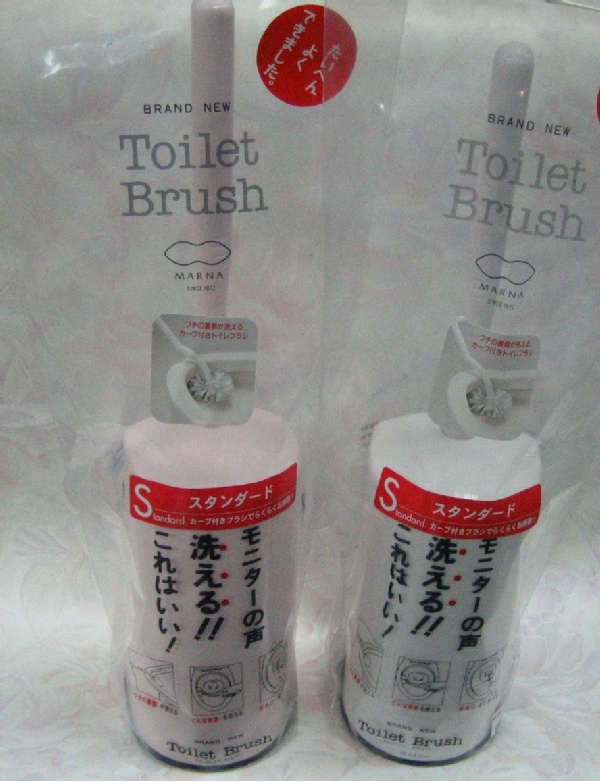 たいへん
よく
できました。
BRAND NEW
Toilet
Brush
MARNA
SINCE 1872
フチの裏側が洗える
カーブ付きトイレブラシ
Standard
スタンダード
カーブ付きブラシでらくらくお掃除!
モニターの声
洗える!!
これはいい!
BRAND NEW
Toilet Brush
BRAND NEW
Toilet
Brush
MARNA
SINCE 1872
フチの裏側が洗える
カーブ付きトイレブラシ
Standard
スタンダード
カーブ付きブラシでらくらくお掃除!
モニターの声
洗える!!
これはいい!
BRAND NEW
Toilet Brush
MARNA